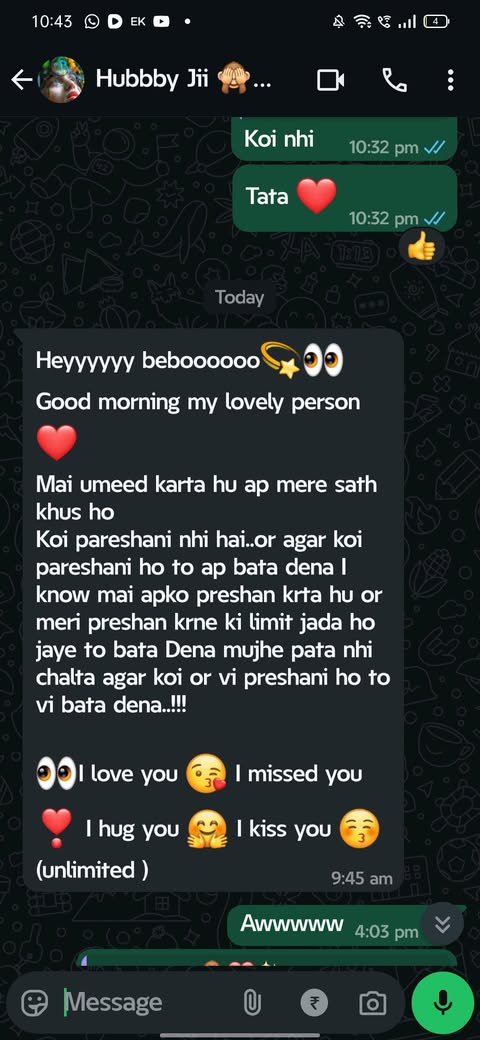 10:43 EK 4
Hubbby Jii 🙈...
Koi nhi 10:32 pm
Tata ❤️ 10:32 pm
👍
Today
Heyyyyyy beboooooo💫👀
Good morning my lovely person
❤️
Mai umeed karta hu ap mere sath
khus ho
Koi pareshani nhi hai..or agar koi
pareshani ho to ap bata dena I
know mai apko preshan krta hu or
meri preshan krne ki limit jada ho
jaye to bata Dena mujhe pata nhi
chalta agar koi or vi preshani ho to
vi bata dena..!!!
👀I love you 😘 I missed you
❣️ I hug you 🤗 I kiss you 😚
(unlimited ) 9:45 am
Awwwww 4:03 pm
Message ₹